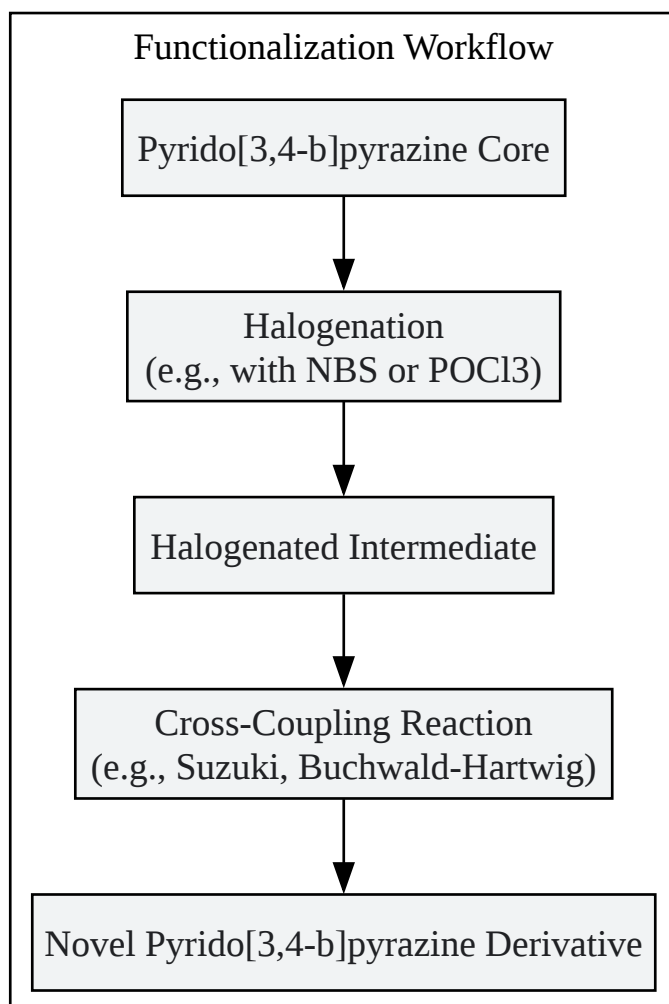 Functionalization Workflow
Pyrido[3,4-b]pyrazine Core
Halogenation
(e.g., with NBS or POCl3)
Halogenated Intermediate
Cross-Coupling Reaction
(e.g., Suzuki, Buchwald-Hartwig)
Novel Pyrido[3,4-b]pyrazine Derivative